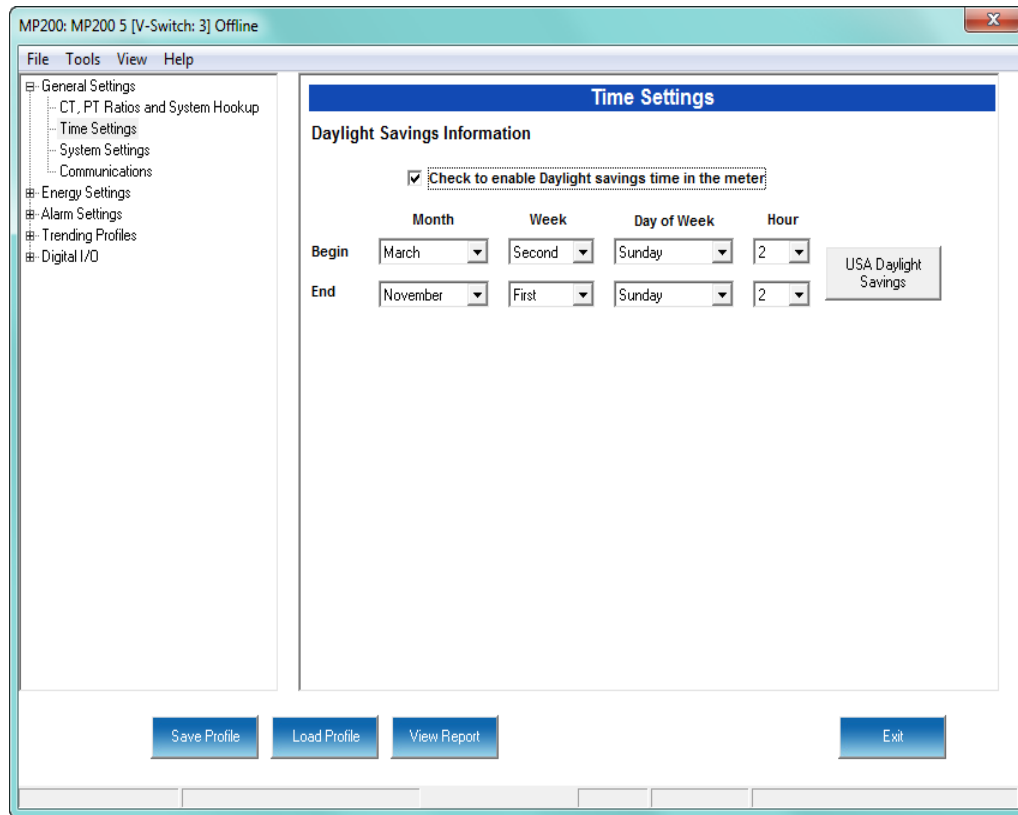 MP200: MP200 5 [V-Switch: 3] Offline
X
File Tools View Help
General Settings
CT, PT Ratios and System Hookup
Time Settings
System Settings
Communications
Energy Settings
Alarm Settings
Trending Profiles
Digital I/O
Time Settings
Daylight Savings Information
Check to enable Daylight savings time in the meter
Month Week Day of Week Hour
Begin March Second Sunday 2
End November First Sunday 2
USA Daylight
Savings
Save Profile Load Profile View Report Exit